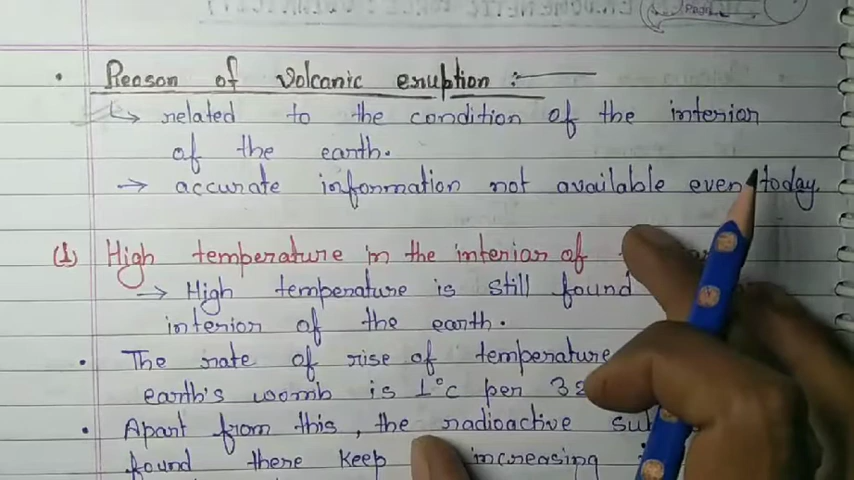 Reason of volcanic eruption :-
↳ related to the condition of the interior
of the earth.
→ accurate information not available even today.
(1) High temperature in the interior of
→ High temperature is still found
interior of the earth.
• The rate of rise of temperature
earth's womb is 1°c per 32
• Apart from this, the radioactive
found there keep increasing